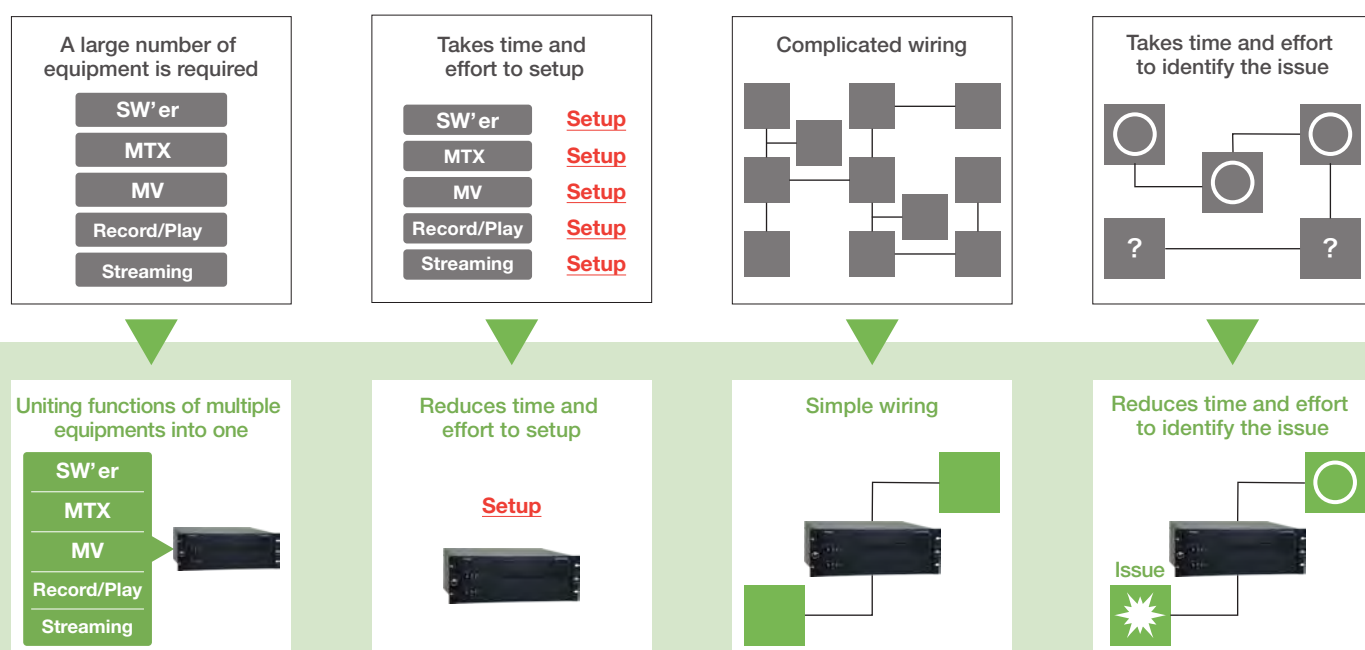 A large number of
equipment is required
SW'er
MTX
MV
Record/Play
Streaming
Takes time and
effort to setup
SW'er Setup
MTX Setup
MV Setup
Record/Play Setup
Streaming Setup
Complicated wiring
Takes time and effort
to identify the issue
?
?
Uniting functions of multiple
equipments into one
SW'er
MTX
MV
Record/Play
Streaming
Reduces time and
effort to setup
Setup
Simple wiring
Reduces time and effort
to identify the issue
Issue